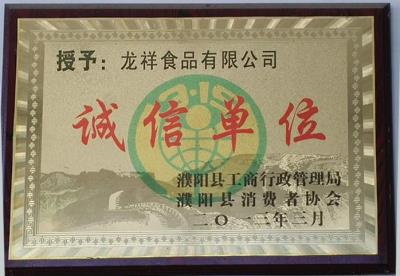 授予：龙祥食品有限公司
3·15
诚信单位
濮阳县工商行政管理局
濮阳县消费者协会
二〇一二年三月